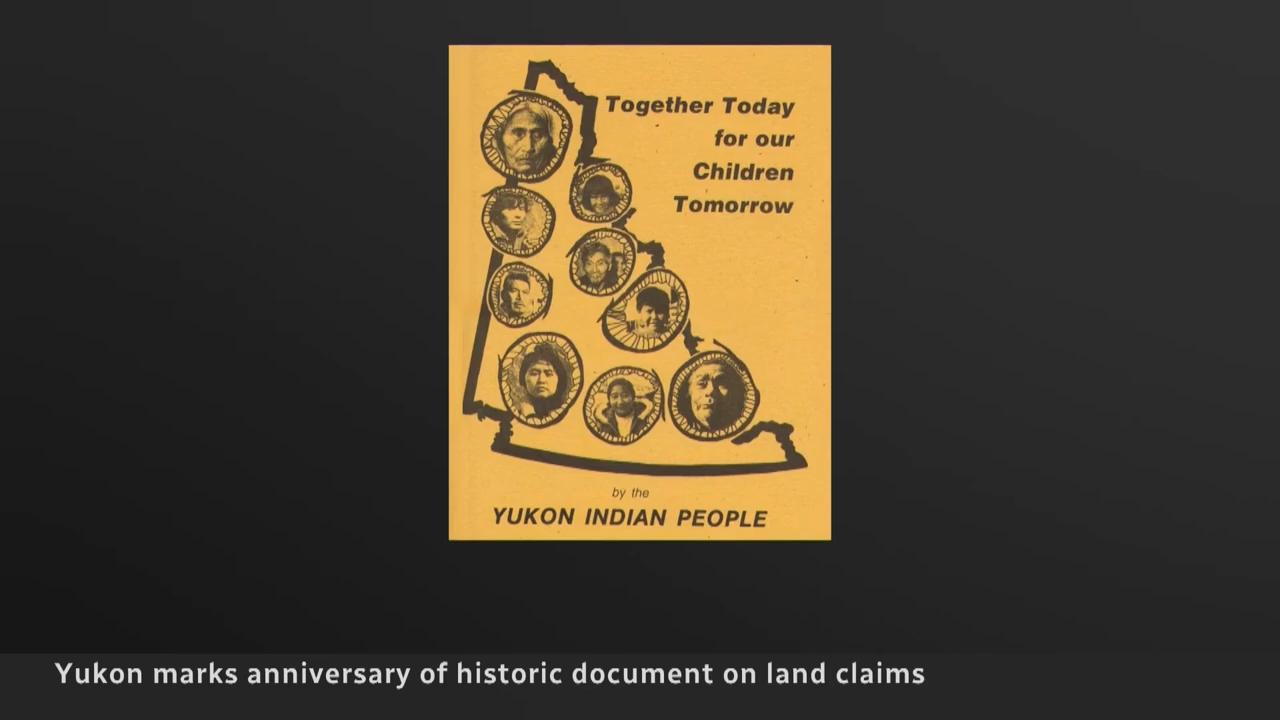 Together Today
for our
Children
Tomorrow
by the
YUKON INDIAN PEOPLE
Yukon marks anniversary of historic document on land claims